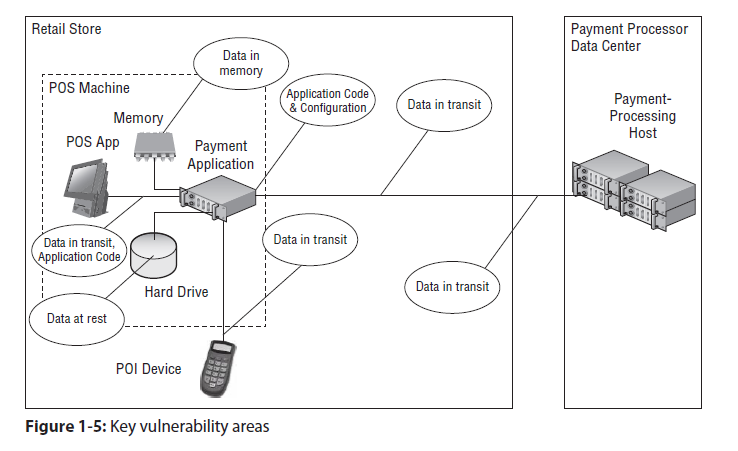 Retail Store
Payment Processor
Data Center
Data in
memory
POS Machine
Application Code
& Configuration
Data in transit
Payment-
Processing
Host
Memory
POS App
Payment
Application
Data in transit,
Application Code
Data in transit
Data in transit
Hard Drive
Data at rest
POI Device
Figure 1-5: Key vulnerability areas